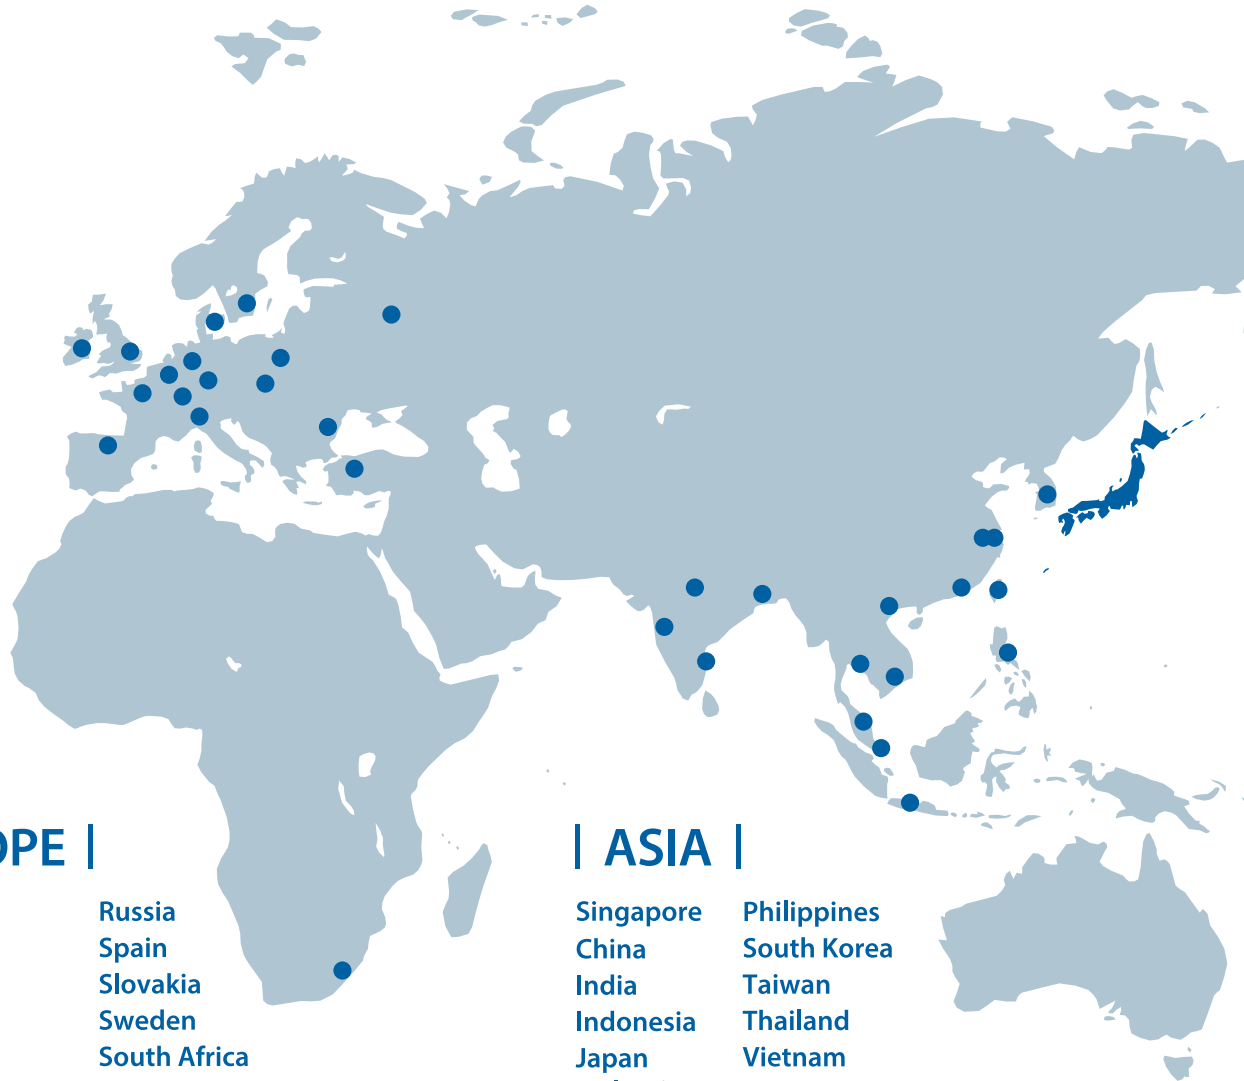 OPE |
| ASIA |
Russia
Spain
Slovakia
Sweden
South Africa
Singapore
China
India
Indonesia
Japan
Philippines
South Korea
Taiwan
Thailand
Vietnam